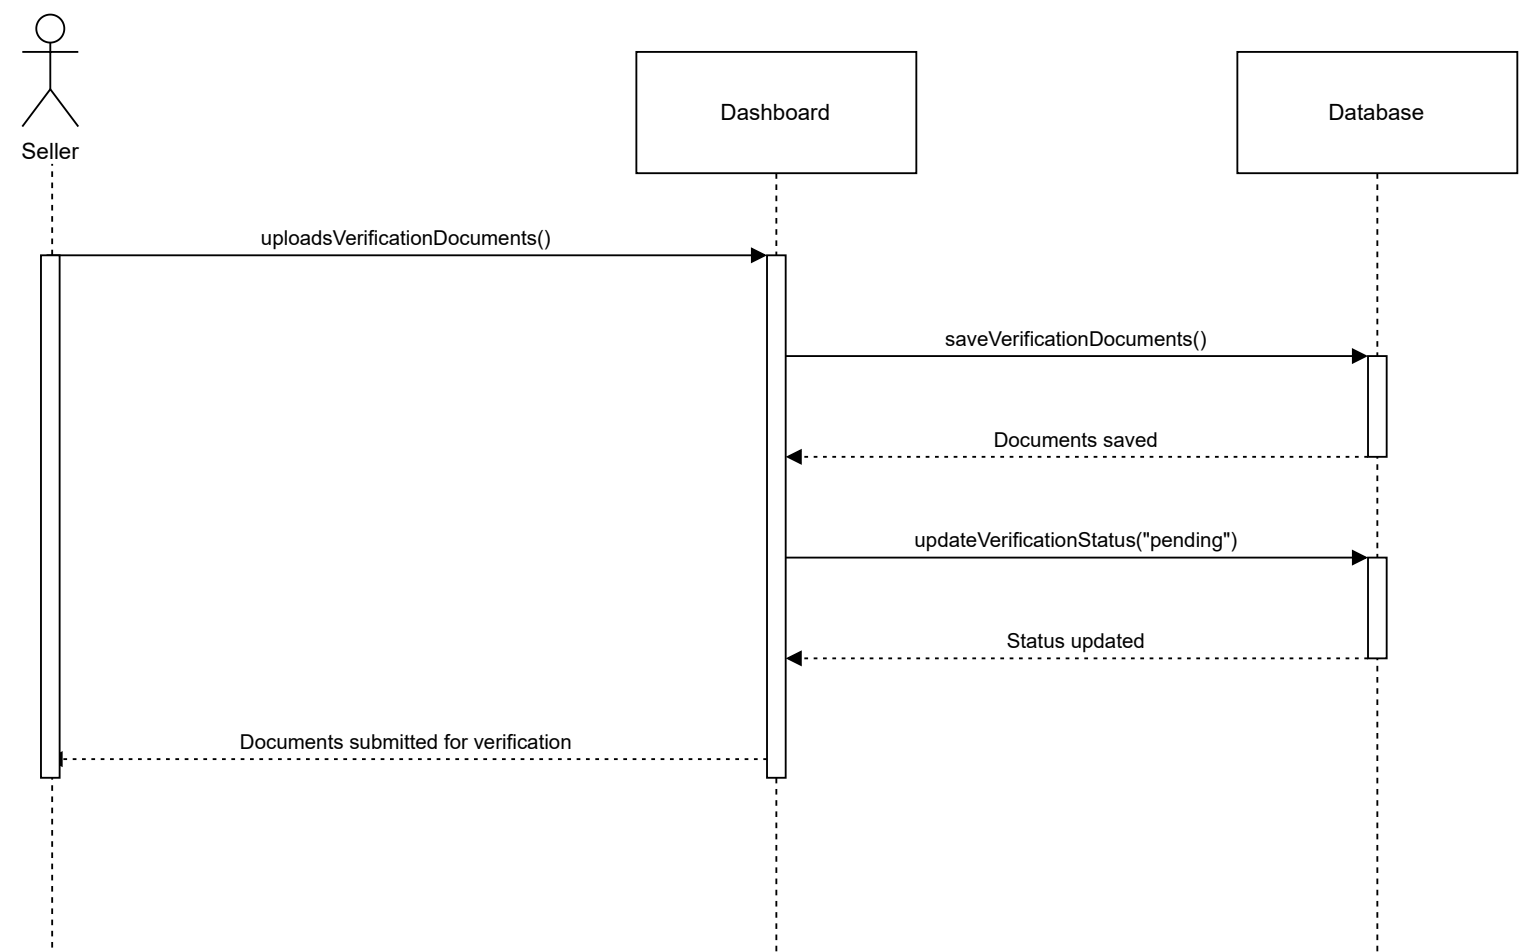 Seller
Dashboard
Database
uploadsVerificationDocuments()
saveVerificationDocuments()
Documents saved
updateVerificationStatus("pending")
Status updated
Documents submitted for verification